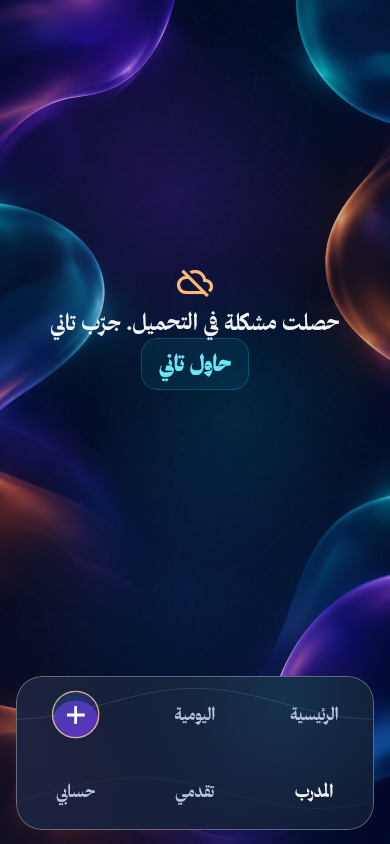 حصلت مشكلة في التحميل. جرّب تاني
حاول تاني
الرئيسية
اليومية
المدرب
تقدمي
حسابي